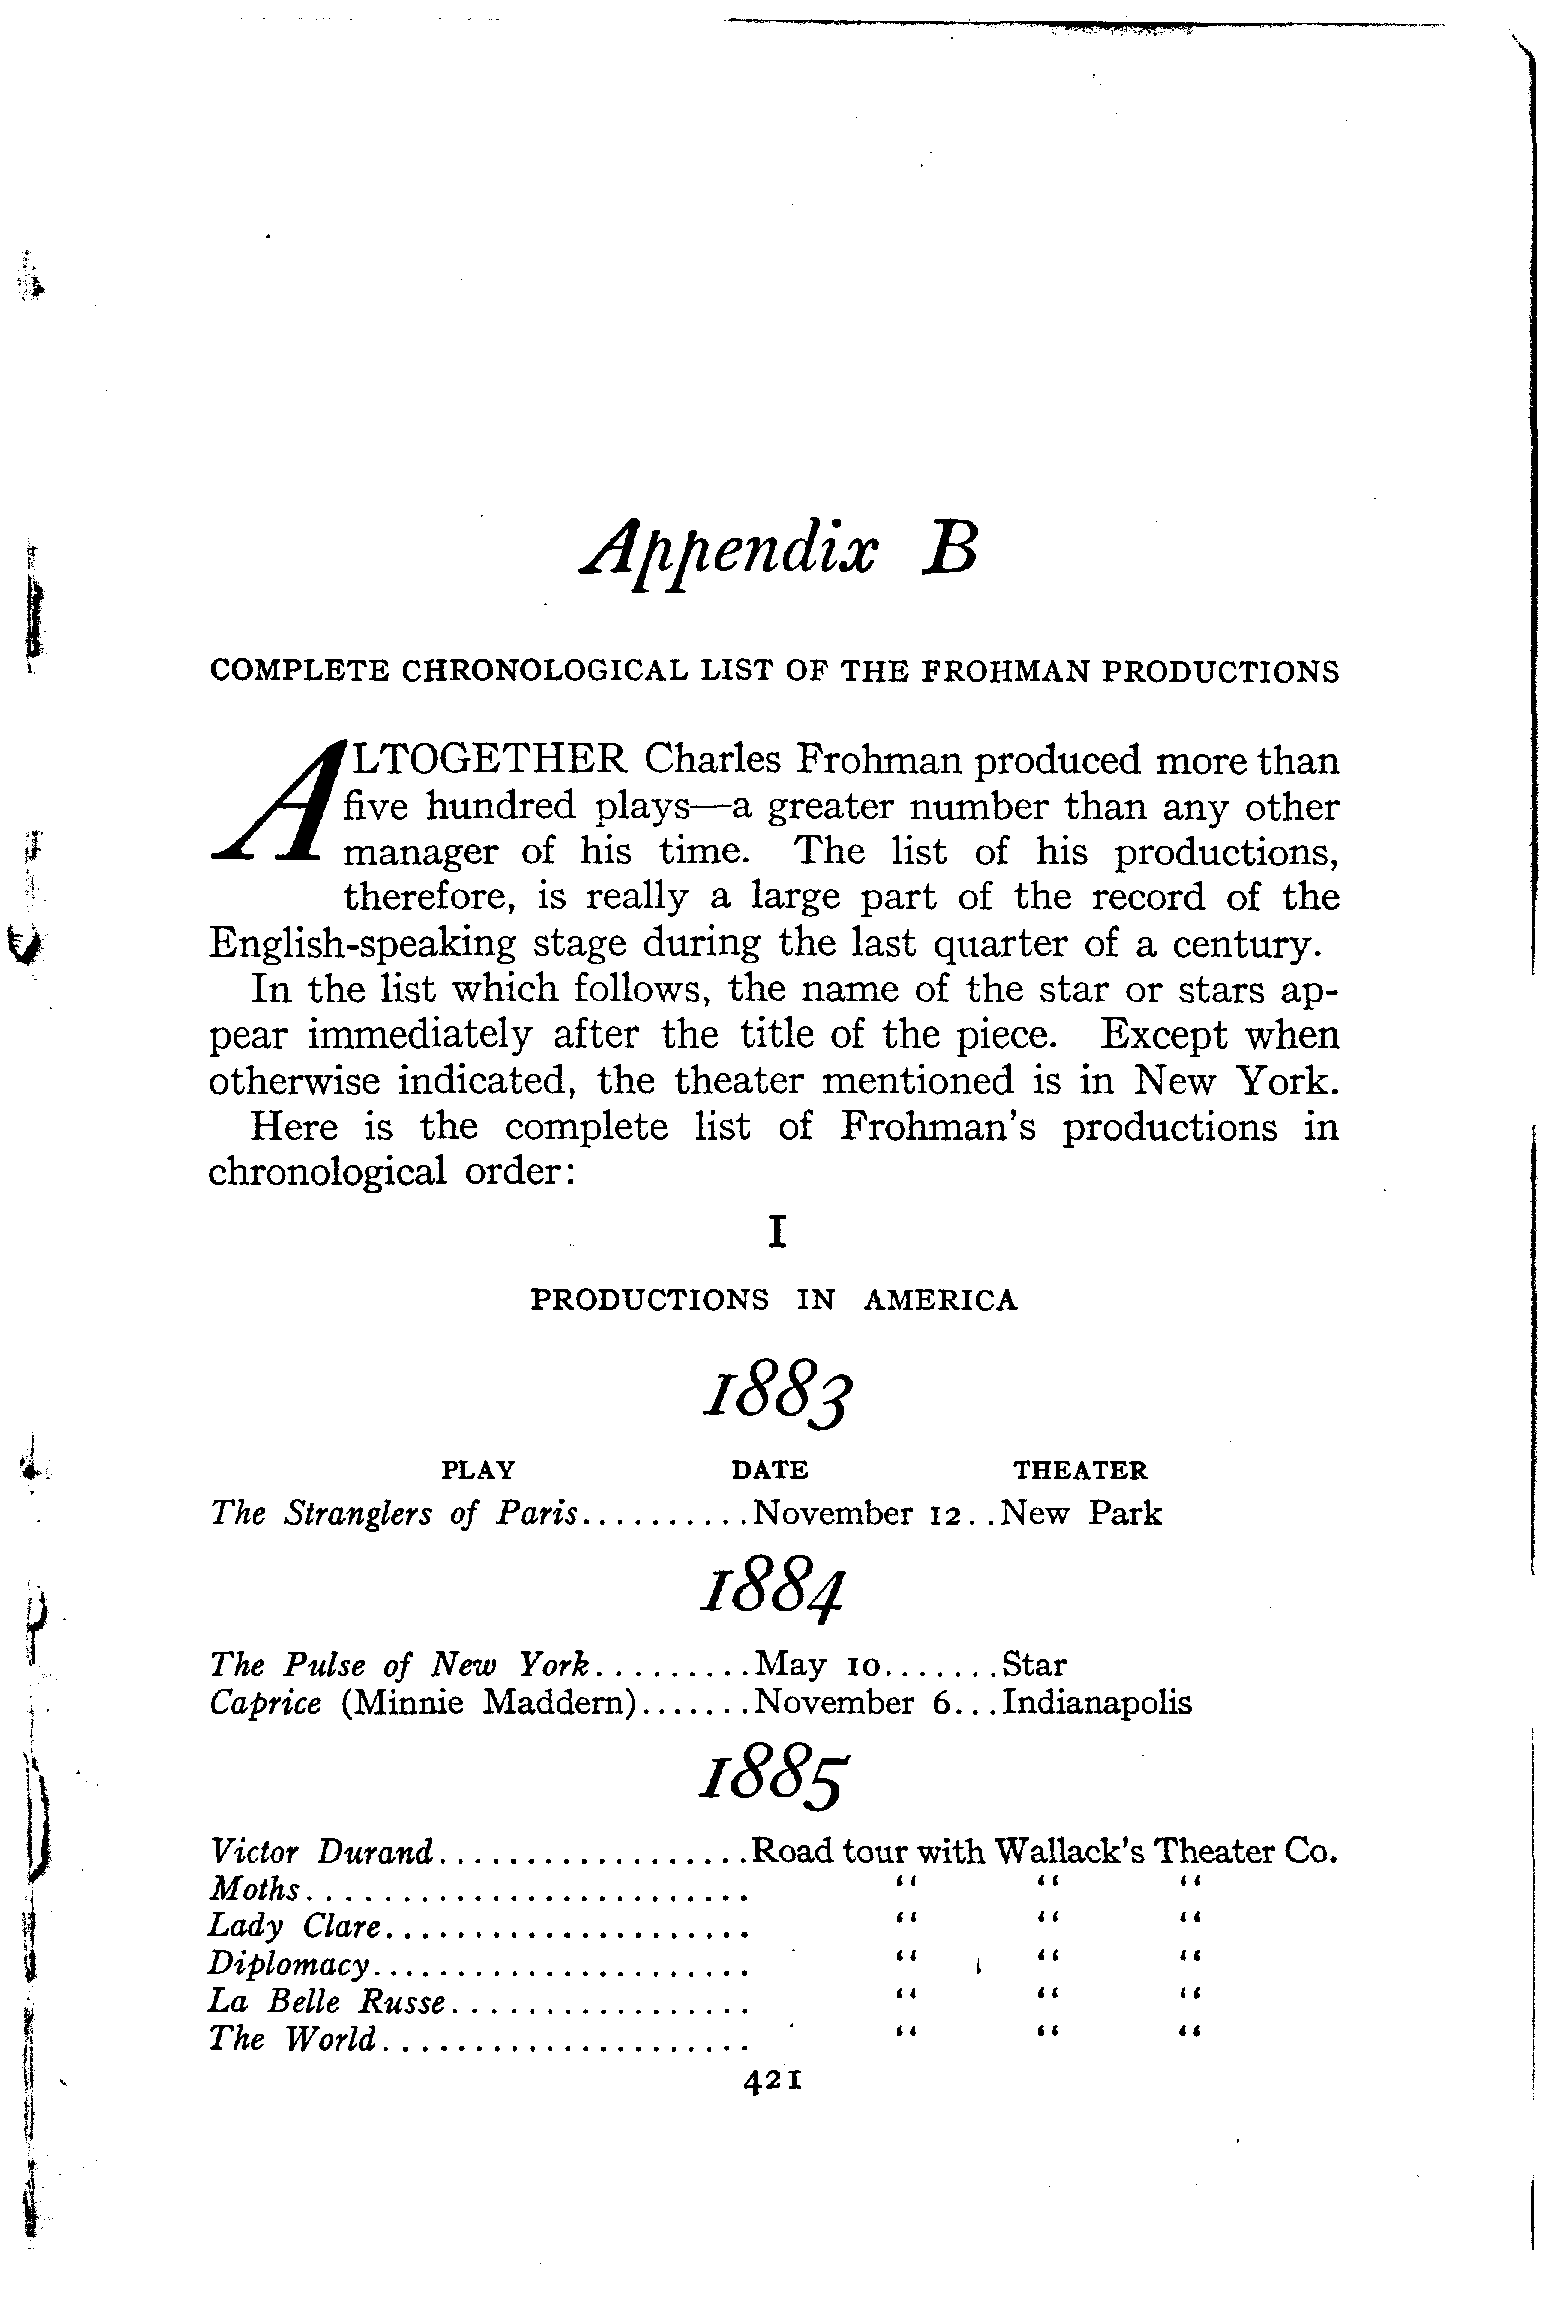 Appendix B
COMPLETE CHRONOLOGICAL LIST OF THE FROHMAN PRODUCTIONS
ALTOGETHER Charles Frohman produced more than
five hundred plays—a greater number than any other
manager of his time. The list of his productions,
therefore, is really a large part of the record of the
English-speaking stage during the last quarter of a century.
In the list which follows, the name of the star or stars ap-
pear immediately after the title of the piece. Except when
otherwise indicated, the theater mentioned is in New York.
Here is the complete list of Frohman's productions in
chronological order:
I
PRODUCTIONS IN AMERICA
1883
PLAY DATE THEATER
The Stranglers of Paris..........November 12..New Park
1884
The Pulse of New York..........May 10.......Star
Caprice (Minnie Maddern).......November 6...Indianapolis
1885
Victor Durand..................Road tour with Wallack's Theater Co.
Moths.......................... “ “ “
Lady Clare..................... “ “ “
Diplomacy...................... “ “ “
La Belle Russe................. “ “ “
The World...................... “ “ “
421